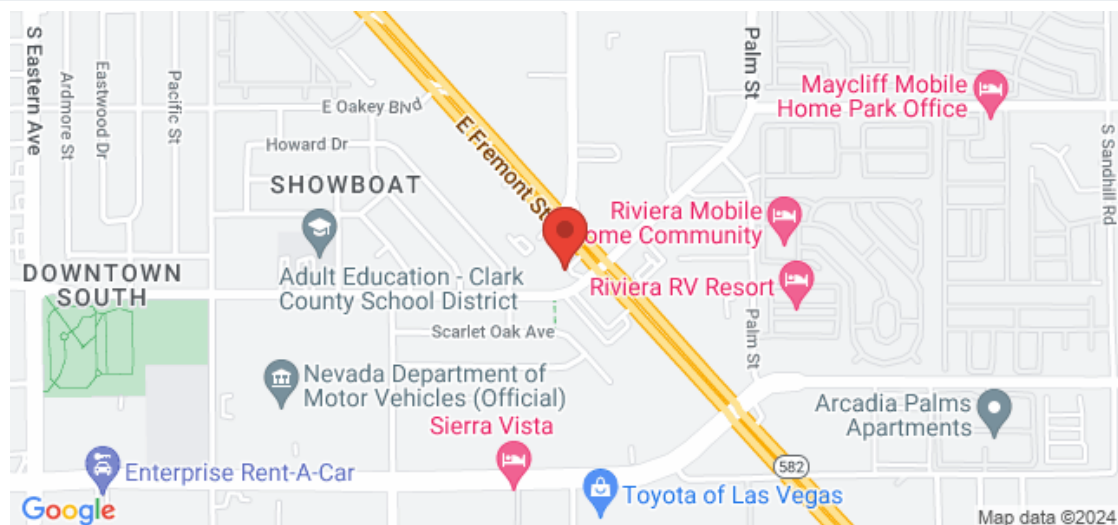 S Eastern Ave
Ardmore St
Eastwood Dr
Pacific St
E Oakey Blvd
Howard Dr
SHOWBOAT
E Fremont St
Palm St
Maycliff Mobile
Home Park Office
S Sandhill Rd
Riviera Mobile
ome Community
Riviera RV Resort
DOWNTOWN
SOUTH
Adult Education - Clark
County School District
Scarlet Oak Ave
Palm St
Nevada Department of
Motor Vehicles (Official)
Sierra Vista
Arcadia Palms
Apartments
Enterprise Rent-A-Car
582
Toyota of Las Vegas
Google
Map data ©2024